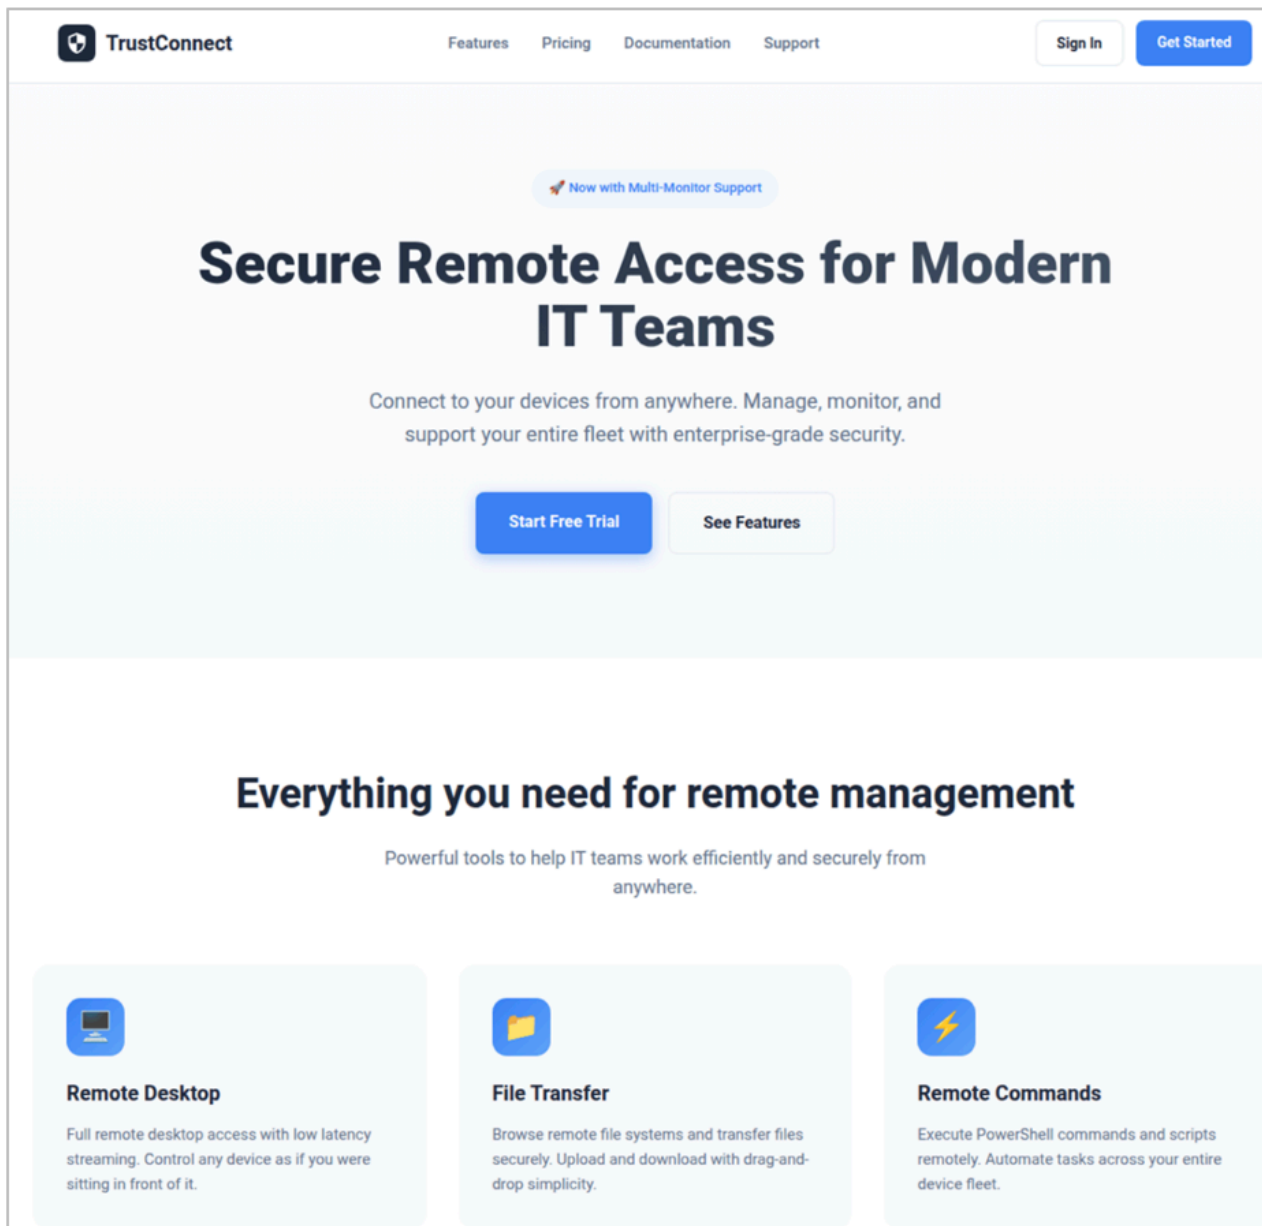 TrustConnect
Features Pricing Documentation Support
Sign In
Get Started
🚀 Now with Multi-Monitor Support
Secure Remote Access for Modern
IT Teams
Connect to your devices from anywhere. Manage, monitor, and
support your entire fleet with enterprise-grade security.
Start Free Trial
See Features
Everything you need for remote management
Powerful tools to help IT teams work efficiently and securely from
anywhere.
Remote Desktop
Full remote desktop access with low latency
streaming. Control any device as if you were
sitting in front of it.
File Transfer
Browse remote file systems and transfer files
securely. Upload and download with drag-and-
drop simplicity.
Remote Commands
Execute PowerShell commands and scripts
remotely. Automate tasks across your entire
device fleet.